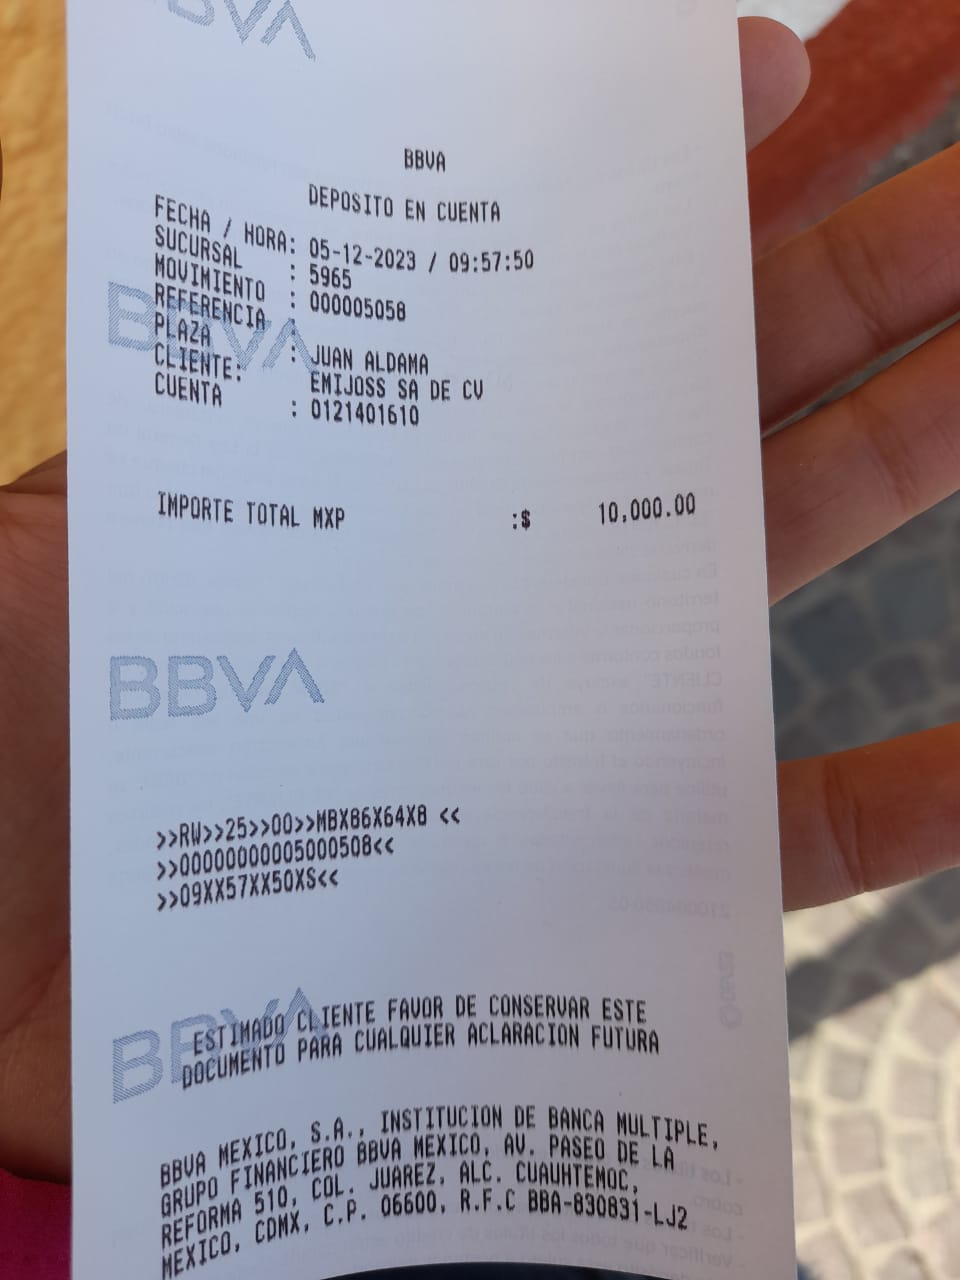 BBVA
BBVA
DEPOSITO EN CUENTA
FECHA / HORA: 05-12-2023 / 09:57:50
SUCURSAL : 5965
MOVIMIENTO : 000005058
REFERENCIA :
PLAZA : JUAN ALDAMA
CLIENTE: EMIJOSS SA DE CV
CUENTA : 0121401610
BBVA
IMPORTE TOTAL MXP :$ 10,000.00
BBVA
>>RW>>25>>00>>MBX86X64X8 <<
>>00000000005000508<<
>>09XX57XX50XS<<
BBVA
ESTIMADO CLIENTE FAVOR DE CONSERVAR ESTE
DOCUMENTO PARA CUALQUIER ACLARACION FUTURA
BBVA MEXICO, S.A., INSTITUCION DE BANCA MULTIPLE,
GRUPO FINANCIERO BBVA MEXICO, AV. PASEO DE LA
REFORMA 510, COL. JUAREZ, ALC. CUAUHTEMOC,
MEXICO, CDMX, C.P. 06600, R.F.C BBA-830831-LJ2